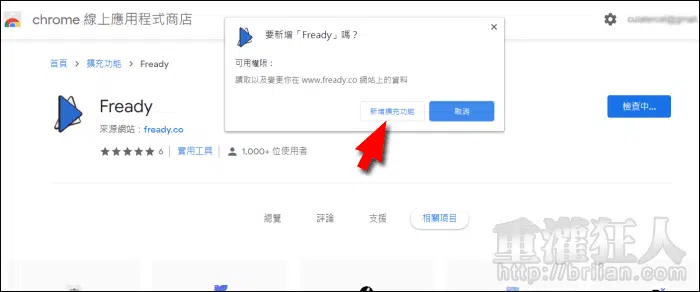 chrome 線上應用程式商店
首頁 › 擴充功能 › Fready
Fready
來源網站：fready.co
★★★★★ 6 | 實用工具 | 1,000+ 位使用者
檢查中...
要新增「Fready」嗎？
可用權限：
讀取以及變更你在 www.fready.co 網站上的資料
新增擴充功能 取消
總覽 評論 支援 相關項目
重灌狂人
http://briian.com